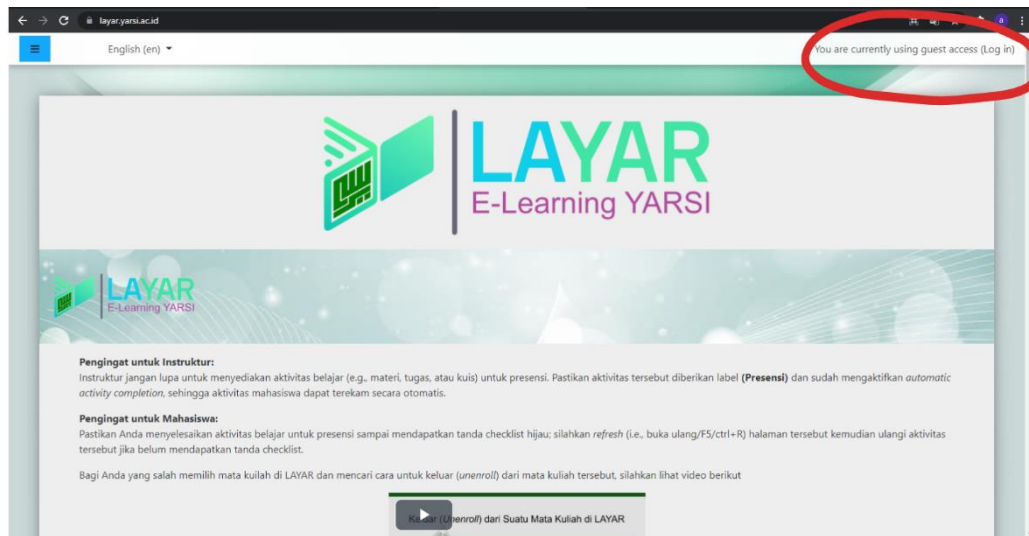 layar.yarsi.ac.id
a
English (en)
You are currently using guest access (Log in)
LAYAR
E-Learning YARSI
LAYAR
E-Learning YARSI
Pengingat untuk Instruktur:
Instruktur jangan lupa untuk menyediakan aktivitas belajar (e.g., materi, tugas, atau kuis) untuk presensi. Pastikan aktivitas tersebut diberikan label (Presensi) dan sudah mengaktifkan automatic
activity completion, sehingga aktivitas mahasiswa dapat terekam secara otomatis.
Pengingat untuk Mahasiswa:
Pastikan Anda menyelesaikan aktivitas belajar untuk presensi sampai mendapatkan tanda checklist hijau; silahkan refresh (i.e., buka ulang/F5/ctrl+R) halaman tersebut kemudian ulangi aktivitas
tersebut jika belum mendapatkan tanda checklist.
Bagi Anda yang salah memilih mata kuilah di LAYAR dan mencari cara untuk keluar (unenroll) dari mata kuliah tersebut, silahkan lihat video berikut
(Unenroll) dari Suatu Mata Kuliah di LAYAR